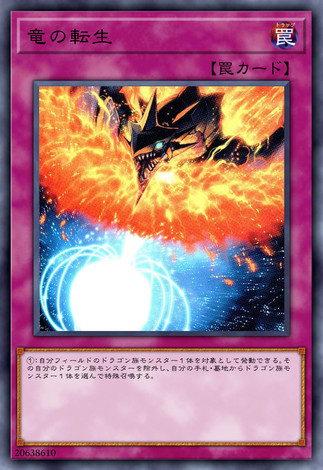 竜の転生
トラップ
罠
【罠カード】
①:自分フィールドのドラゴン族モンスター1体を対象として発動できる。そ
の自分のドラゴン族モンスターを除外し、自分の手札・墓地からドラゴン族モ
ンスター1体を選んで特殊召喚する。
20638610